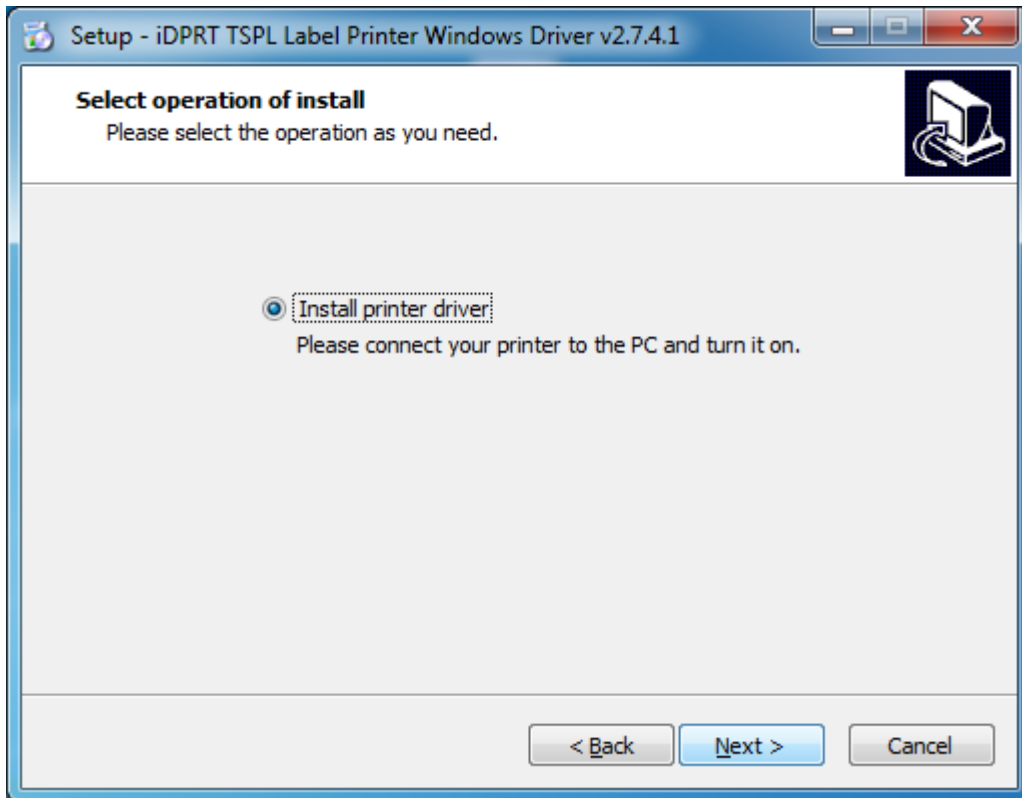 Setup - iDPRT TSPL Label Printer Windows Driver v2.7.4.1
Select operation of install
Please select the operation as you need.
Install printer driver
Please connect your printer to the PC and turn it on.
< Back
Next >
Cancel